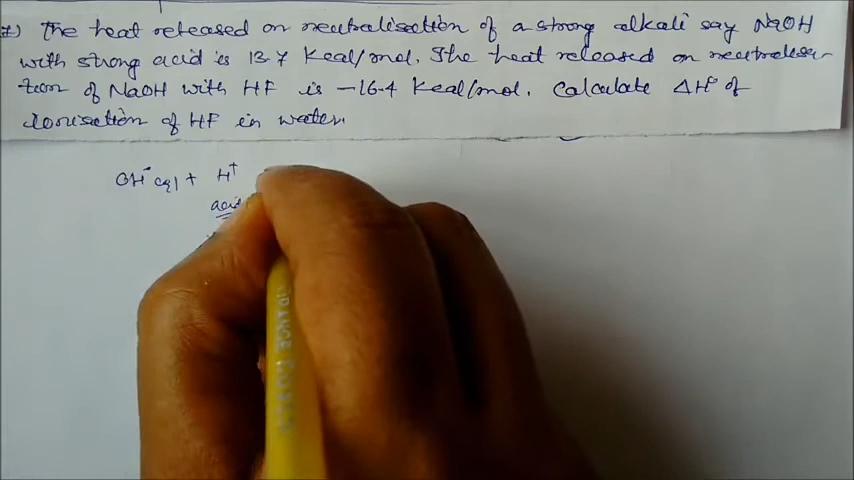 7) The heat released on neutralisation of a strong alkali say NaOH
with strong acid is 13.7 Kcal/mol. The heat released on neutralisa-
tion of NaOH with HF is -16.4 Kcal/mol. Calculate ΔH° of
ionisation of HF in water.
OH⁻(aq) + H⁺
acid